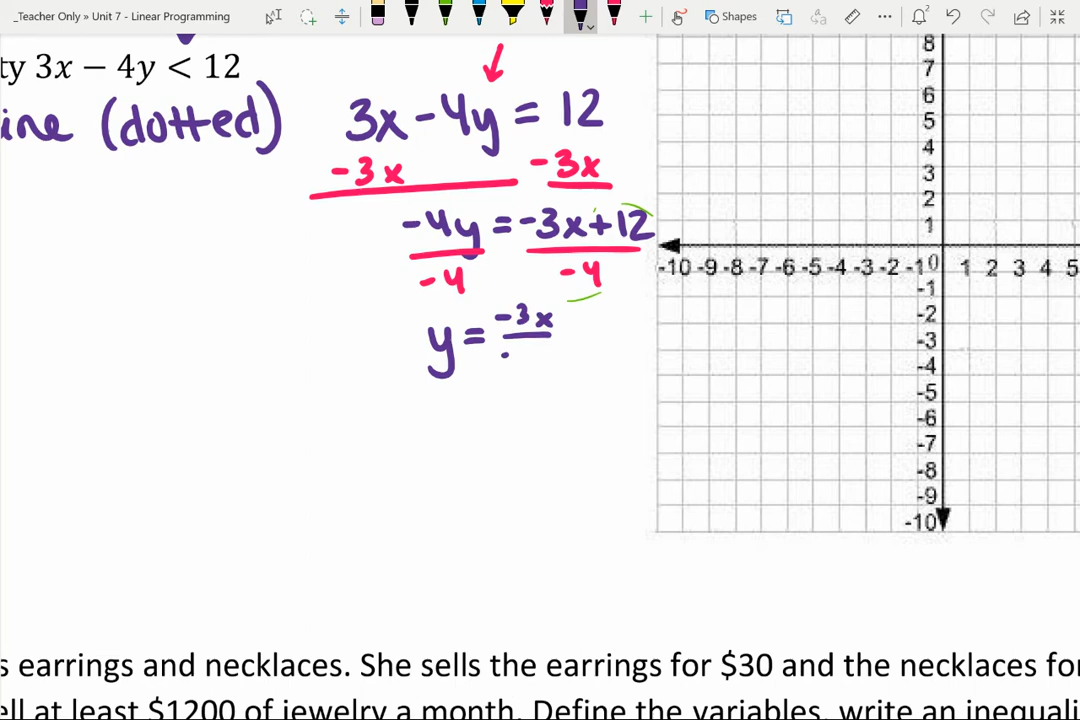 _Teacher Only » Unit 7 - Linear Programming
Shapes
ty 3x − 4y < 12
ine (dotted)
3x - 4y = 12
-3x -3x
-4y = -3x + 12
-4 -4
y = -3x
8
7
6
5
4
3
2
1
-10 -9 -8 -7 -6 -5 -4 -3 -2 -1 0 1 2 3 4 5
-1
-2
-3
-4
-5
-6
-7
-8
-9
-10
s earrings and necklaces. She sells the earrings for $30 and the necklaces for
ell at least $1200 of jewelry a month. Define the variables, write an inequali